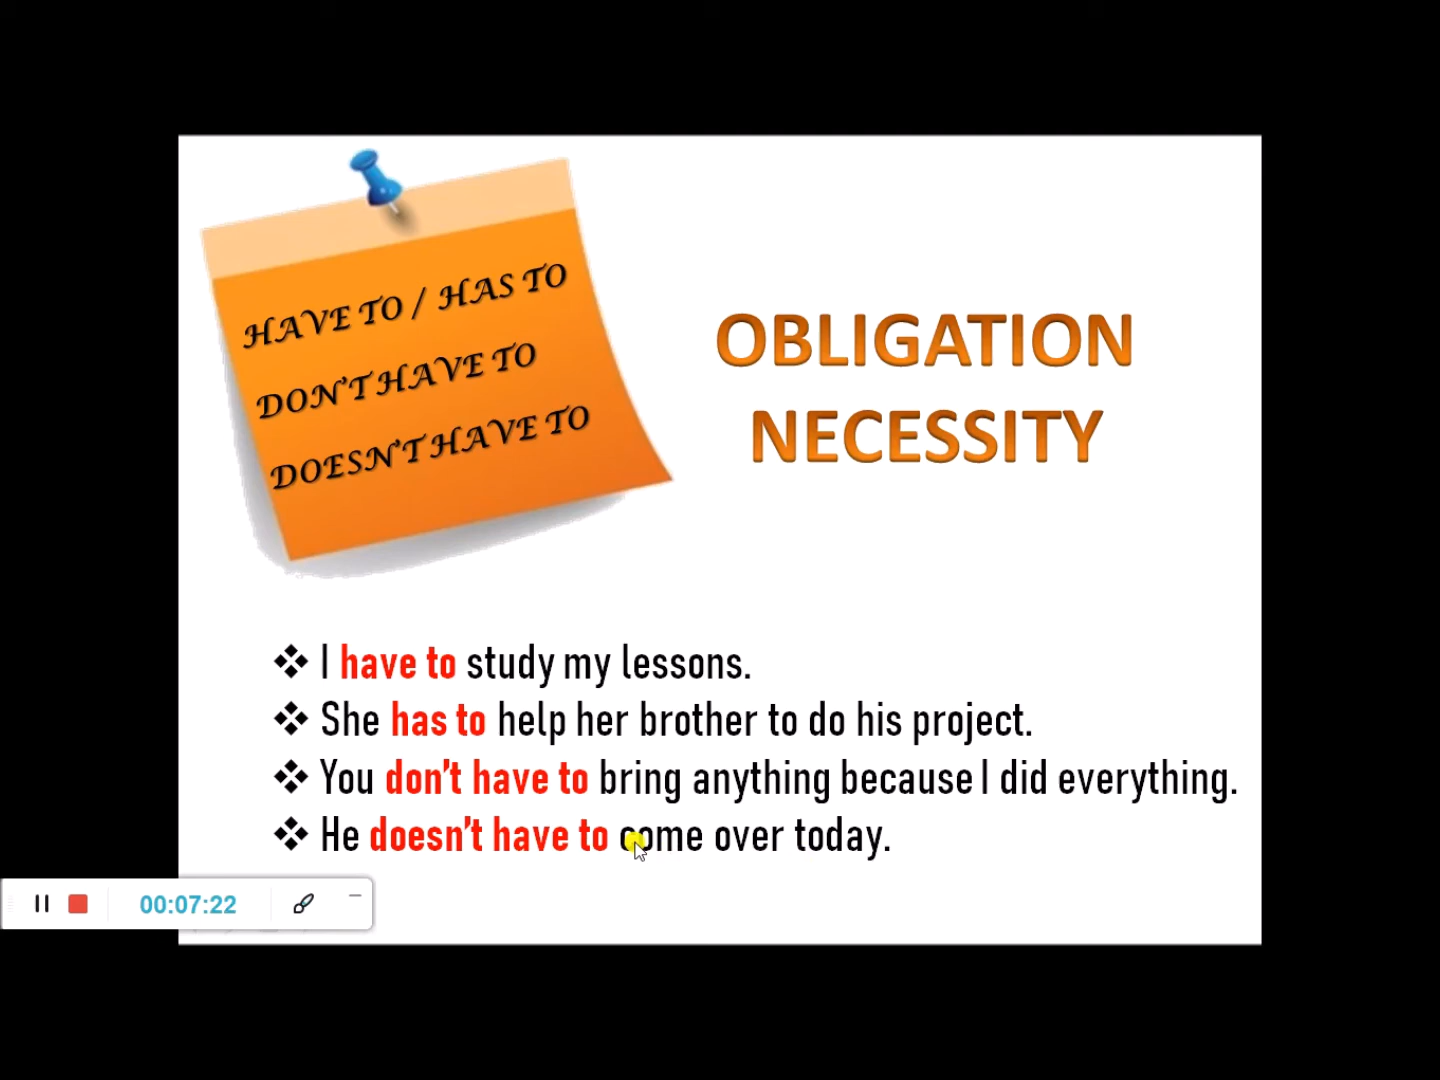 HAVE TO / HAS TO
DON'T HAVE TO
DOESN'T HAVE TO
OBLIGATION
NECESSITY
❖ I have to study my lessons.
❖ She has to help her brother to do his project.
❖ You don't have to bring anything because I did everything.
❖ He doesn't have to come over today.
00:07:22